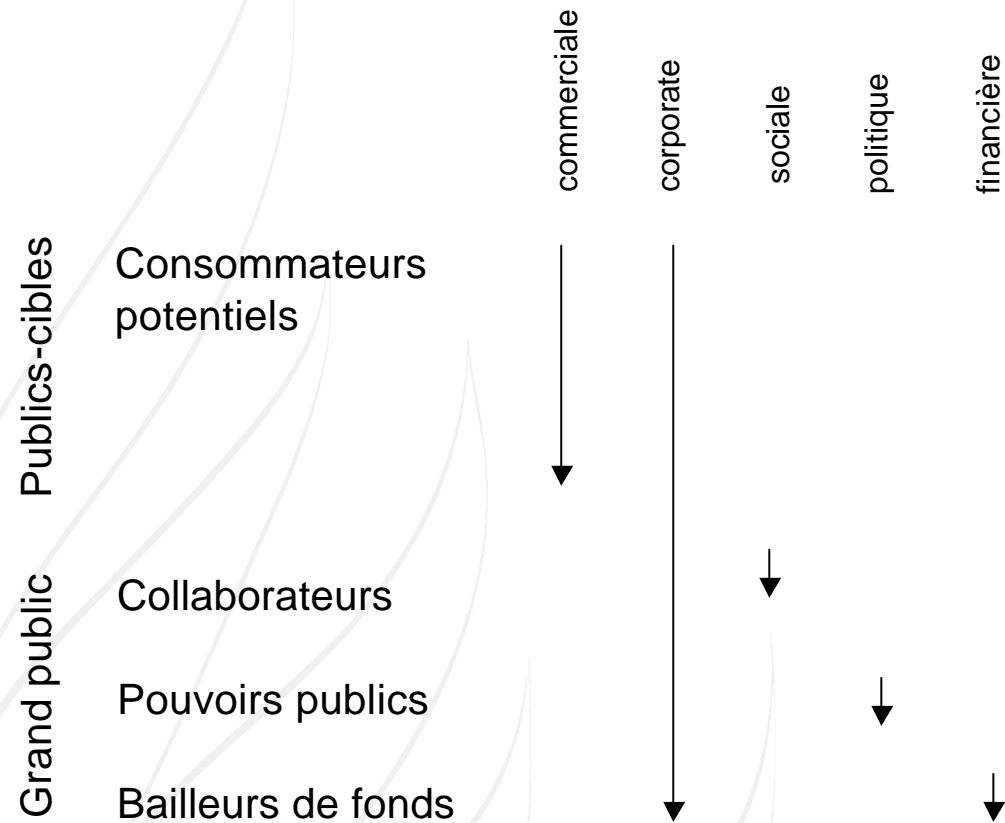 commerciale
corporate
sociale
politique
financière
Publics-cibles
Consommateurs
potentiels
Grand public
Collaborateurs
Pouvoirs publics
Bailleurs de fonds